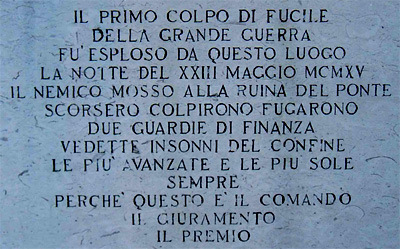 IL PRIMO COLPO DI FUCILE
DELLA GRANDE GUERRA
FU' ESPLOSO DA QUESTO LUOGO
LA NOTTE DEL XXIII MAGGIO MCMXV
IL NEMICO MOSSO ALLA RUINA DEL PONTE
SCORSERO COLPIRONO FUGARONO
DUE GUARDIE DI FINANZA
VEDETTE INSONNI DEL CONFINE
LE PIU' AVANZATE E LE PIU SOLE
SEMPRE
PERCHE' QUESTO E' IL COMANDO
IL GIURAMENTO
IL PREMIO